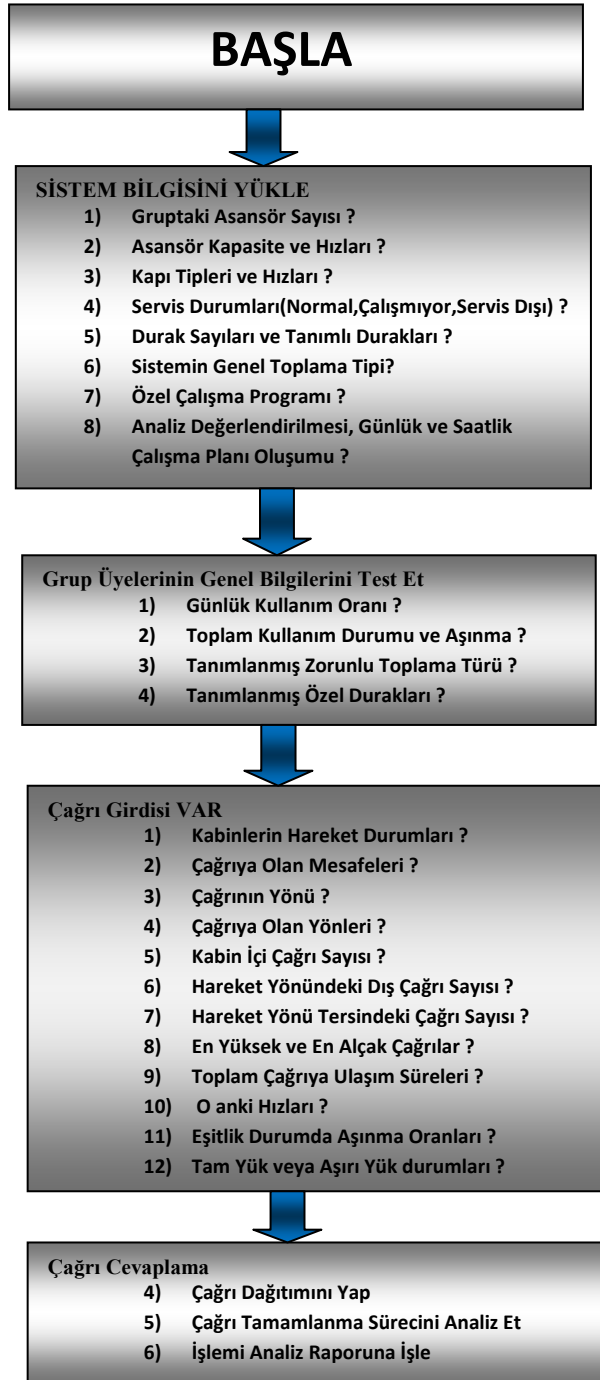 BAŞLA
SİSTEM BİLGİSİNİ YÜKLE
1) Gruptaki Asansör Sayısı ?
2) Asansör Kapasite ve Hızları ?
3) Kapı Tipleri ve Hızları ?
4) Servis Durumları(Normal,Çalışmıyor,Servis Dışı) ?
5) Durak Sayıları ve Tanımlı Durakları ?
6) Sistemin Genel Toplama Tipi?
7) Özel Çalışma Programı ?
8) Analiz Değerlendirilmesi, Günlük ve Saatlik
Çalışma Planı Oluşumu ?
Grup Üyelerinin Genel Bilgilerini Test Et
1) Günlük Kullanım Oranı ?
2) Toplam Kullanım Durumu ve Aşınma ?
3) Tanımlanmış Zorunlu Toplama Türü ?
4) Tanımlanmış Özel Durakları ?
Çağrı Girdisi VAR
1) Kabinlerin Hareket Durumları ?
2) Çağrıya Olan Mesafeleri ?
3) Çağrının Yönü ?
4) Çağrıya Olan Yönleri ?
5) Kabin İçi Çağrı Sayısı ?
6) Hareket Yönündeki Dış Çağrı Sayısı ?
7) Hareket Yönü Tersindeki Çağrı Sayısı ?
8) En Yüksek ve En Alçak Çağrılar ?
9) Toplam Çağrıya Ulaşım Süreleri ?
10) O anki Hızları ?
11) Eşitlik Durumda Aşınma Oranları ?
12) Tam Yük veya Aşırı Yük durumları ?
Çağrı Cevaplama
4) Çağrı Dağıtımını Yap
5) Çağrı Tamamlanma Sürecini Analiz Et
6) İşlemi Analiz Raporuna İşle